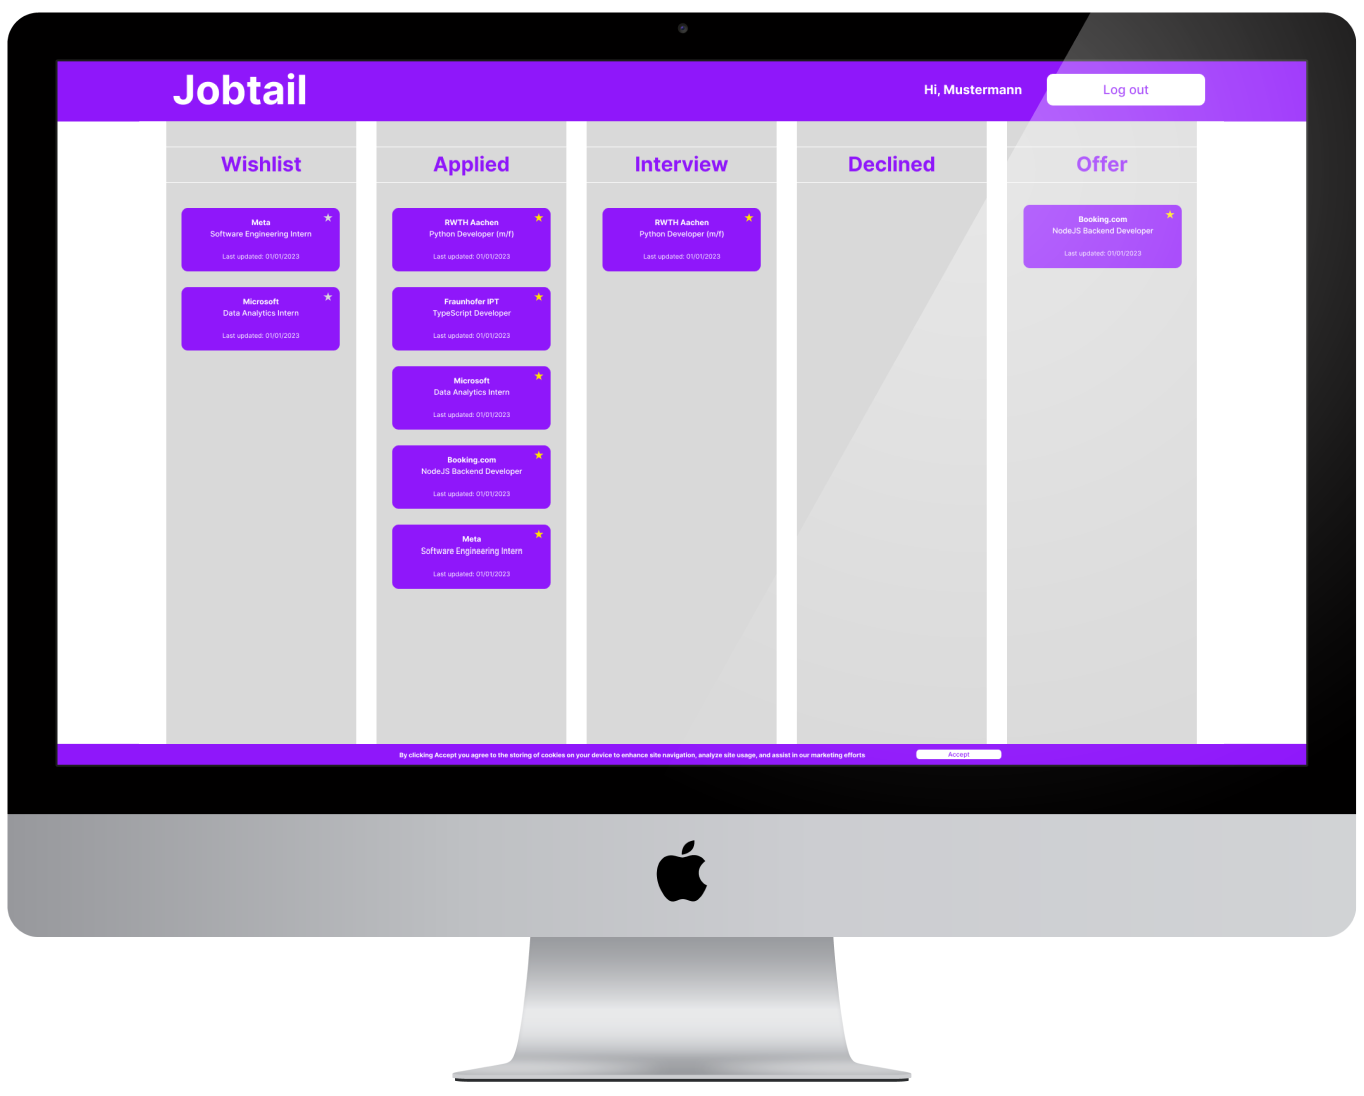 Jobtail
Hi, Mustermann
Log out
Wishlist
Meta
Software Engineering Intern
Last updated: 01/01/2023
Microsoft
Data Analytics Intern
Last updated: 01/01/2023
Applied
RWTH Aachen
Python Developer (m/f)
Last updated: 01/01/2023
Fraunhofer IPT
TypeScript Developer
Last updated: 01/01/2023
Microsoft
Data Analytics Intern
Last updated: 01/01/2023
Booking.com
NodeJS Backend Developer
Last updated: 01/01/2023
Meta
Software Engineering Intern
Last updated: 01/01/2023
Interview
RWTH Aachen
Python Developer (m/f)
Last updated: 01/01/2023
Declined
Offer
Booking.com
NodeJS Backend Developer
Last updated: 01/01/2023
By clicking Accept you agree to the storing of cookies on your device to enhance site navigation, analyze site usage, and assist in our marketing efforts
Accept